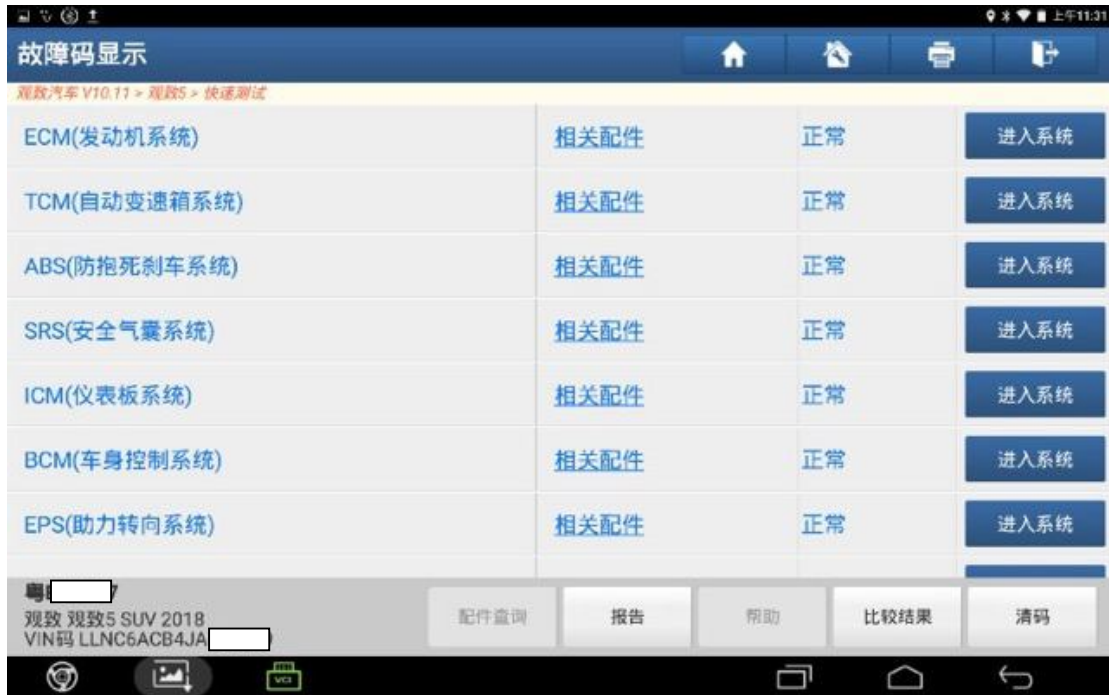 上午11:31
故障码显示
观致汽车 V10.11 > 观致5 > 快速测试
ECM(发动机系统) 相关配件 正常 进入系统
TCM(自动变速箱系统) 相关配件 正常 进入系统
ABS(防抱死刹车系统) 相关配件 正常 进入系统
SRS(安全气囊系统) 相关配件 正常 进入系统
ICM(仪表板系统) 相关配件 正常 进入系统
BCM(车身控制系统) 相关配件 正常 进入系统
EPS(助力转向系统) 相关配件 正常 进入系统
粤 7
观致 观致5 SUV 2018
VIN码 LLNC6ACB4JA
配件查询 报告 帮助 比较结果 清码
VCI